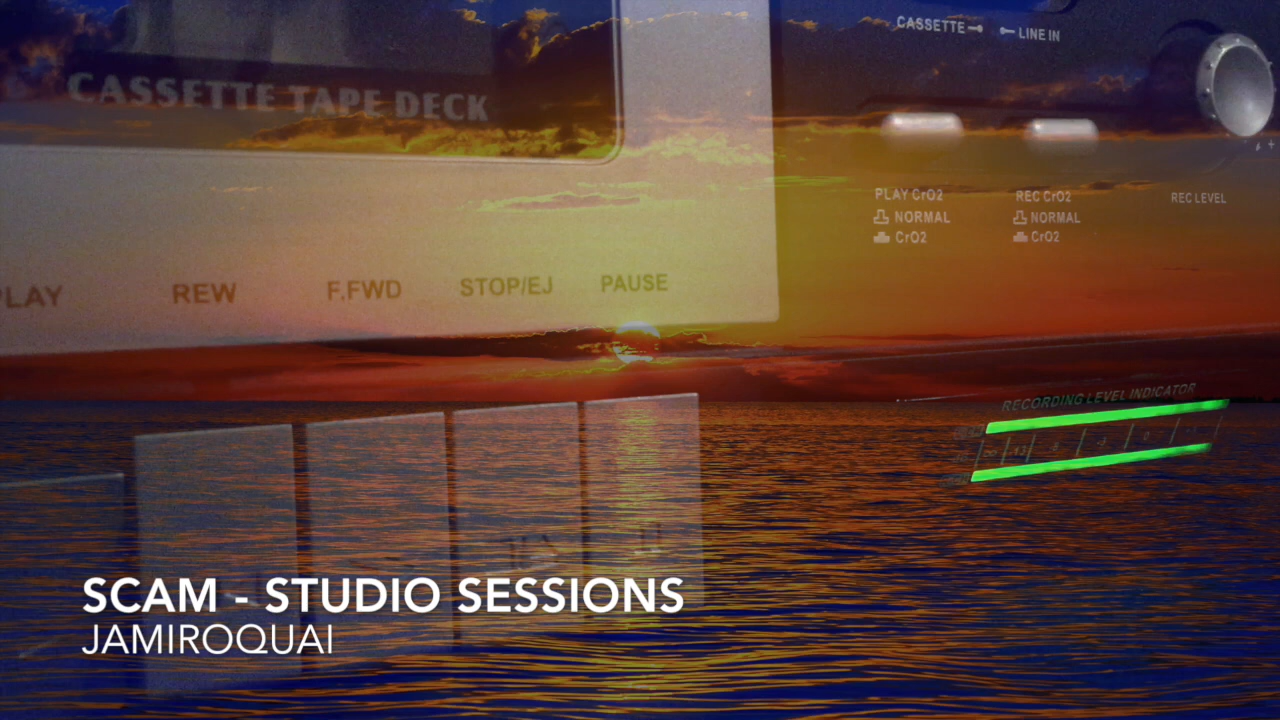 CASSETTE
LINE IN
CASSETTE TAPE DECK
PLAY CrO2
NORMAL
CrO2
REC CrO2
NORMAL
CrO2
REC LEVEL
PLAY
REW
F.FWD
STOP/EJ
PAUSE
RECORDING LEVEL INDICATOR
SCAM - STUDIO SESSIONS
JAMIROQUAI